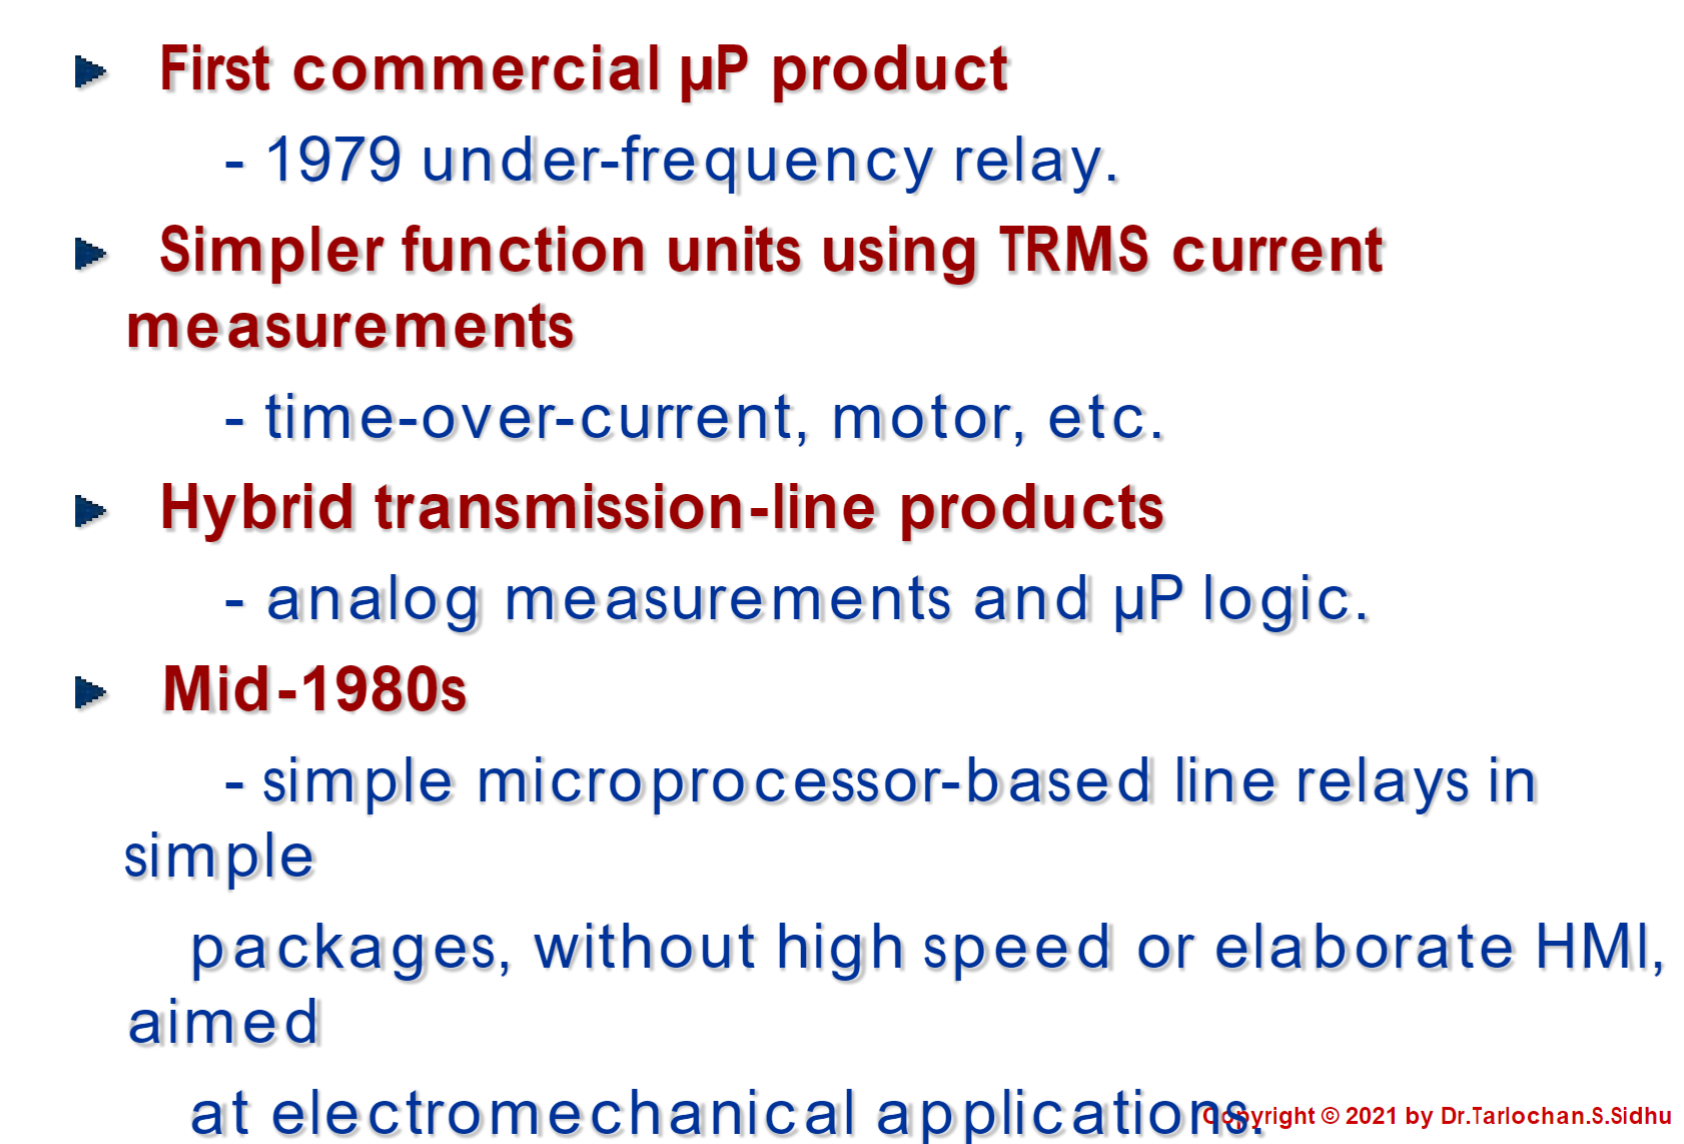 First commercial µP product
- 1979 under-frequency relay.
Simpler function units using TRMS current
measurements
- time-over-current, motor, etc.
Hybrid transmission-line products
- analog measurements and µP logic.
Mid-1980s
- simple microprocessor-based line relays in
simple
packages, without high speed or elaborate HMI,
aimed
at electromechanical applications.
Copyright © 2021 by Dr.Tarlochan.S.Sidhu